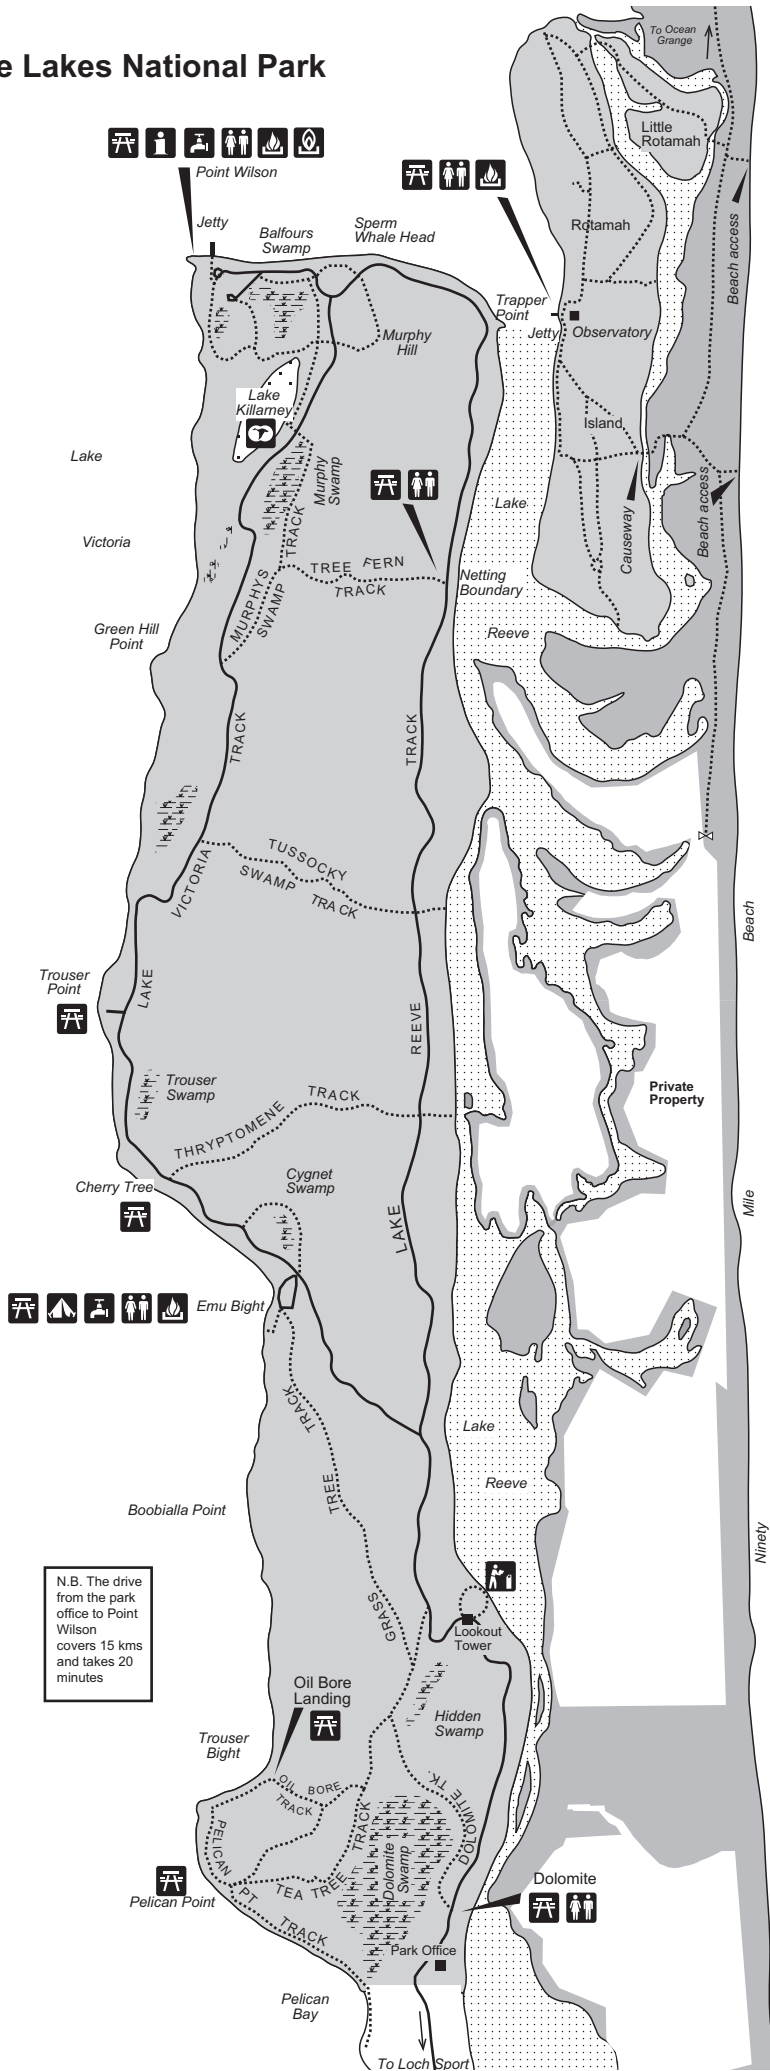 e Lakes National Park
To Ocean
Grange
Little
Rotamah
Point Wilson
Jetty
Balfours
Swamp
Sperm
Whale Head
Rotamah
Beach access
Trapper
Point
Jetty
Observatory
Murphy
Hill
Lake
Killarney
Island
Lake
Murphy
Swamp
Lake
Beach access
Causeway
Victoria
TRACK
TREE FERN
TRACK
MURPHYS
SWAMP
Netting
Boundary
Green Hill
Point
Reeve
TRACK
TRACK
TUSSOCKY
SWAMP TRACK
VICTORIA
Beach
Trouser
Point
LAKE
REEVE
Trouser
Swamp
TRACK
Private
Property
THRYPTOMENE
Cygnet
Swamp
Cherry Tree
Mile
LAKE
Emu Bight
TRACK
Lake
TREE
Reeve
Boobialla Point
Ninety
N.B. The drive
from the park
office to Point
Wilson
covers 15 kms
and takes 20
minutes
GRASS
Lookout
Tower
Oil Bore
Landing
Hidden
Swamp
Trouser
Bight
OIL BORE
TRACK
DOLOMITE TK.
TRACK
PELICAN
Dolomite
Swamp
TEA TREE
PT
Dolomite
Pelican Point
TRACK
Park Office
Pelican
Bay
To Loch Sport